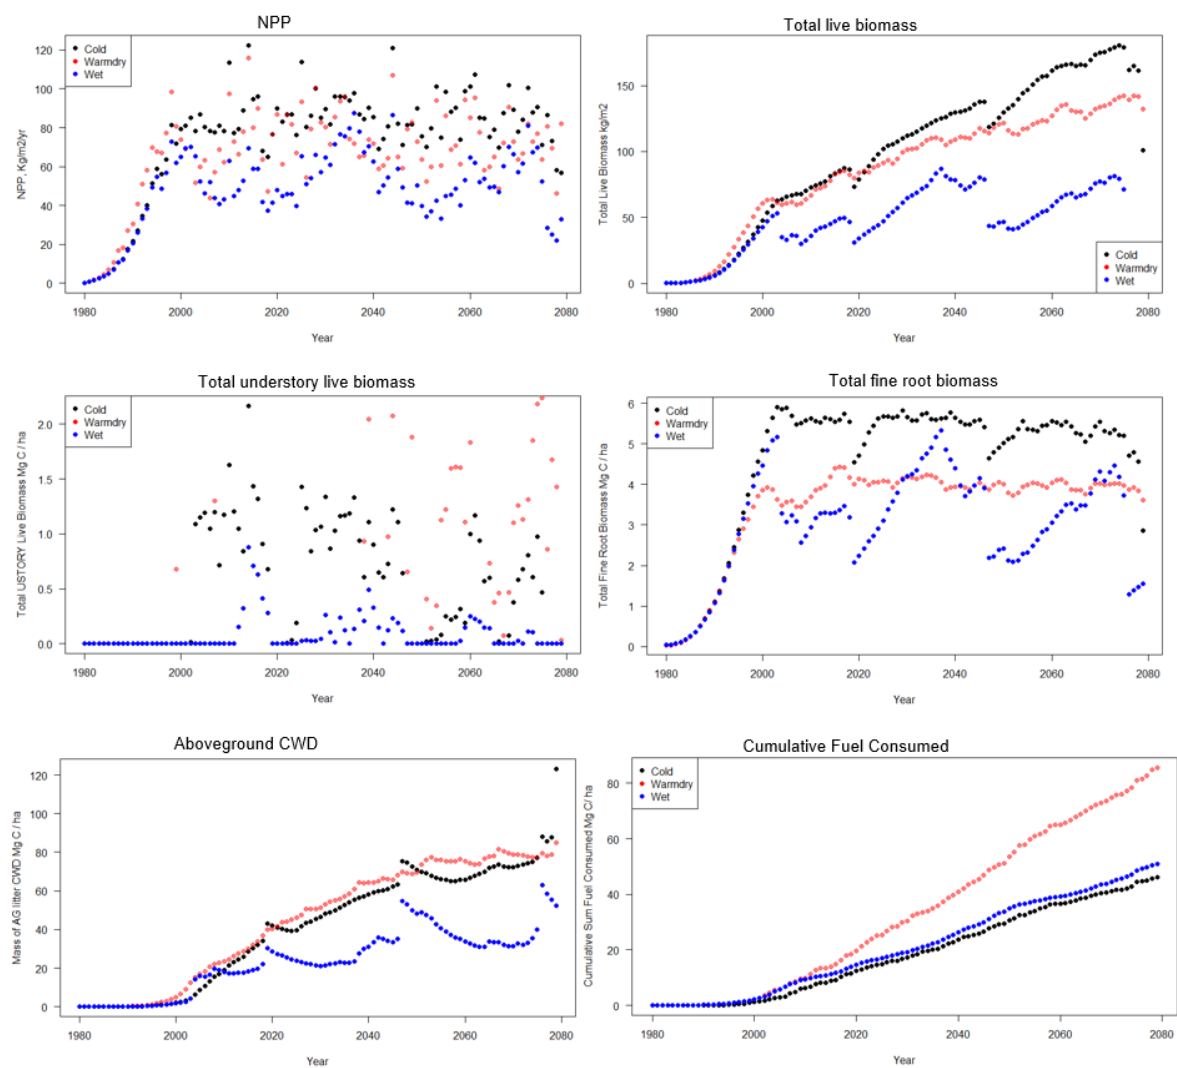 NPP
Cold
Warmdry
Wet
NPP, Kg/m2/yr
0
20
40
60
80
100
120
1980
2000
2020
2040
2060
2080
Year
Total live biomass
Total Live Biomass kg/m2
0
50
100
150
1980
2000
2020
2040
2060
2080
Year
Cold
Warmdry
Wet
Total understory live biomass
Cold
Warmdry
Wet
Total USTORY Live Biomass Mg C / ha
0.0
0.5
1.0
1.5
2.0
1980
2000
2020
2040
2060
2080
Year
Total fine root biomass
Cold
Warmdry
Wet
Total Fine Root Biomass Mg C / ha
0
1
2
3
4
5
6
1980
2000
2020
2040
2060
2080
Year
Aboveground CWD
Mass of AG litter CWD Mg C / ha
0
20
40
60
80
100
120
1980
2000
2020
2040
2060
2080
Year
Cumulative Fuel Consumed
Cold
Warmdry
Wet
Cumulative Sum Fuel Consumed Mg C/ ha
0
20
40
60
80
1980
2000
2020
2040
2060
2080
Year